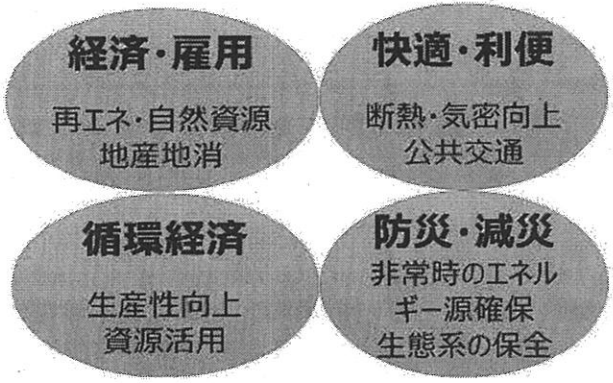 経済・雇用
再エネ・自然資源
地産地消
快適・利便
断熱・気密向上
公共交通
循環経済
生産性向上
資源活用
防災・減災
非常時のエネル
ギー源確保
生態系の保全